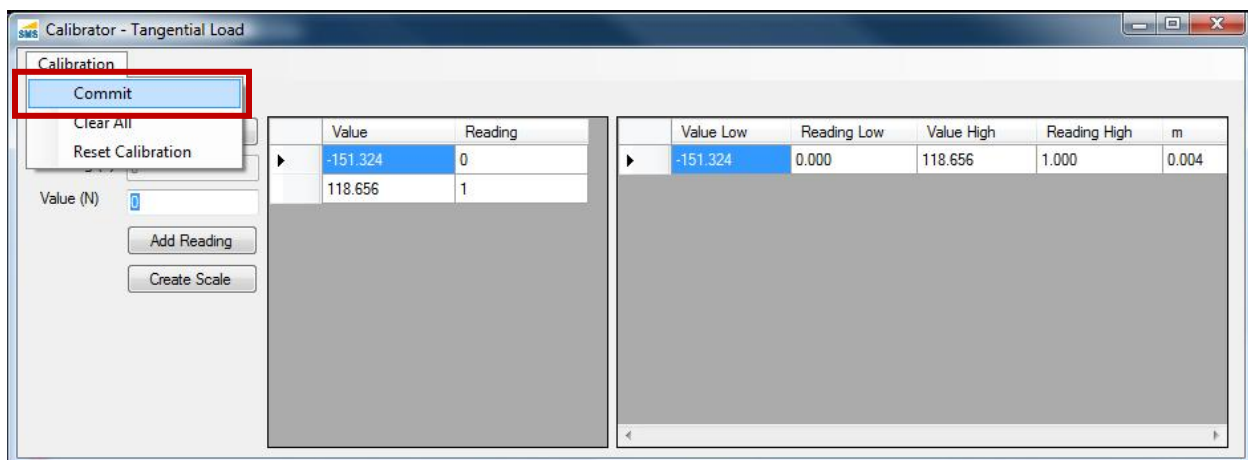 SMS Calibrator - Tangential Load
Calibration
Commit
Clear All
Reset Calibration
Value (N) 0
Add Reading
Create Scale
Value Reading
-151.324 0
118.656 1
Value Low Reading Low Value High Reading High m
-151.324 0.000 118.656 1.000 0.004